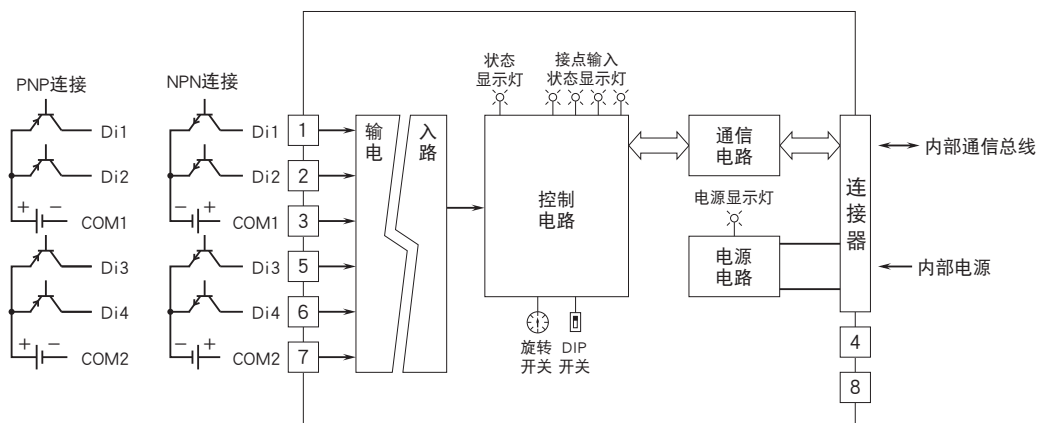 PNP连接
NPN连接
Di1
Di2
+ −
COM1
Di3
Di4
+ −
COM2
Di1
Di2
− +
COM1
Di3
Di4
− +
COM2
1
2
3
5
6
7
输入
电路
状态
显示灯
接点输入
状态显示灯
控制
电路
旋转
开关
DIP
开关
通信
电路
电源显示灯
电源
电路
连接器
4
8
内部通信总线
内部电源